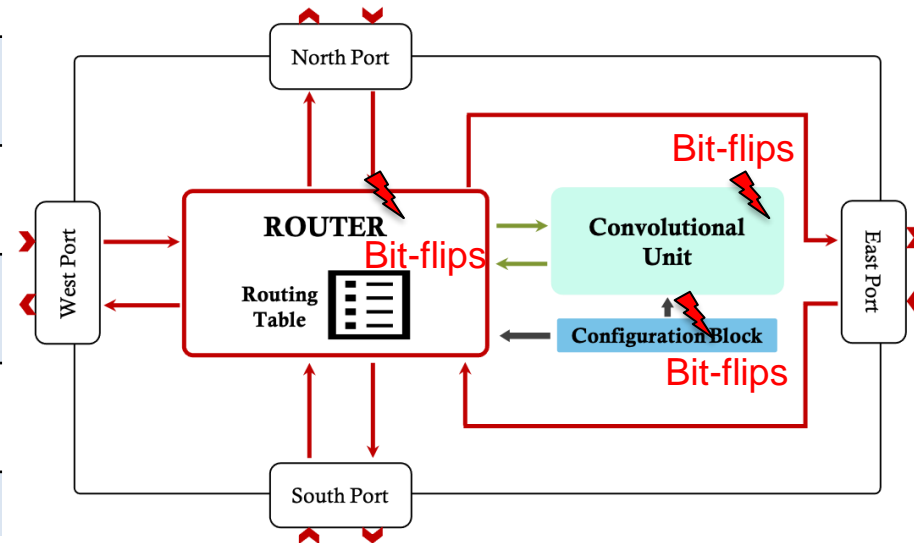 North Port
Bit-flips
ROUTER
Convolutional
Unit
Bit-flips
West Port
East Port
Routing
Table
Configuration Block
Bit-flips
South Port